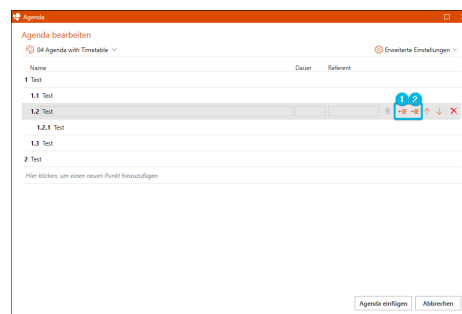 Agenda
Agenda bearbeiten
04 Agenda with Timetable
Erweiterte Einstellungen
Name Dauer Referent
1 Test
1.1 Test
1 2
1.2 Test
1.2.1 Test
1.3 Test
2 Test
Hier klicken, um einen neuen Punkt hinzuzufügen
Agenda einfügen Abbrechen